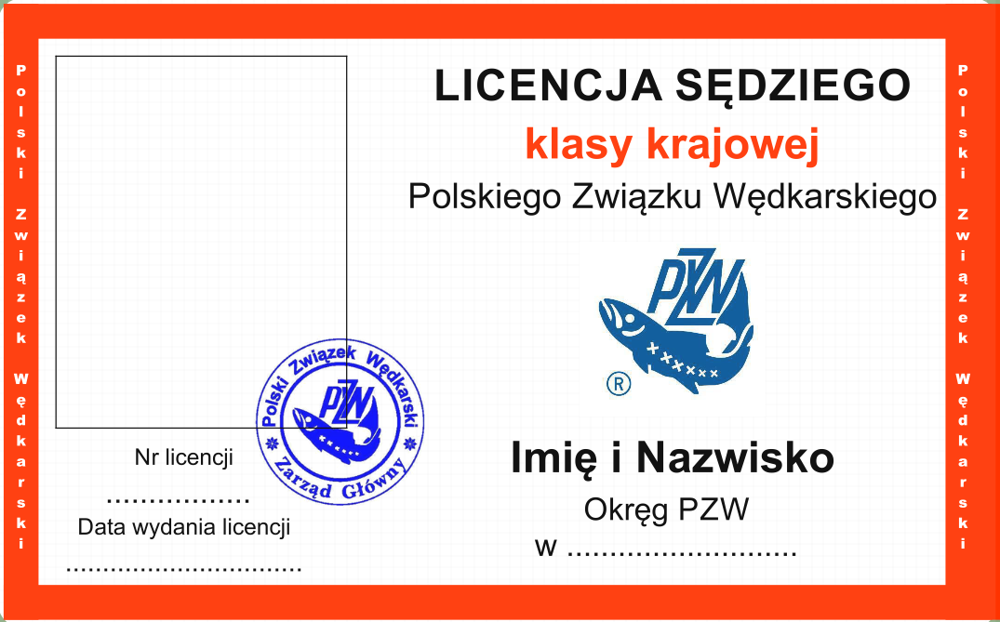 Polski Związek Wędkarski
LICENCJA SĘDZIEGO
klasy krajowej
Polskiego Związku Wędkarskiego
PZW
®
Polski Związek Wędkarski
PZW
Zarząd Główny
Nr licencji
.................
Data wydania licencji
.................................
Imię i Nazwisko
Okręg PZW
w ...........................
Polski Związek Wędkarski